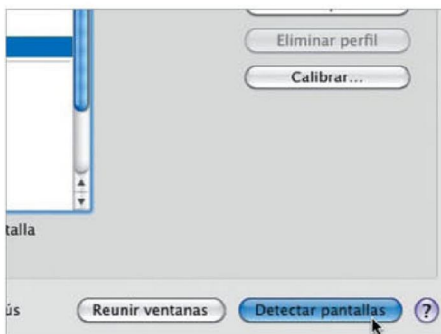 Eliminar perfil
Calibrar...
talla
ús
Reunir ventanas
Detectar pantallas
?